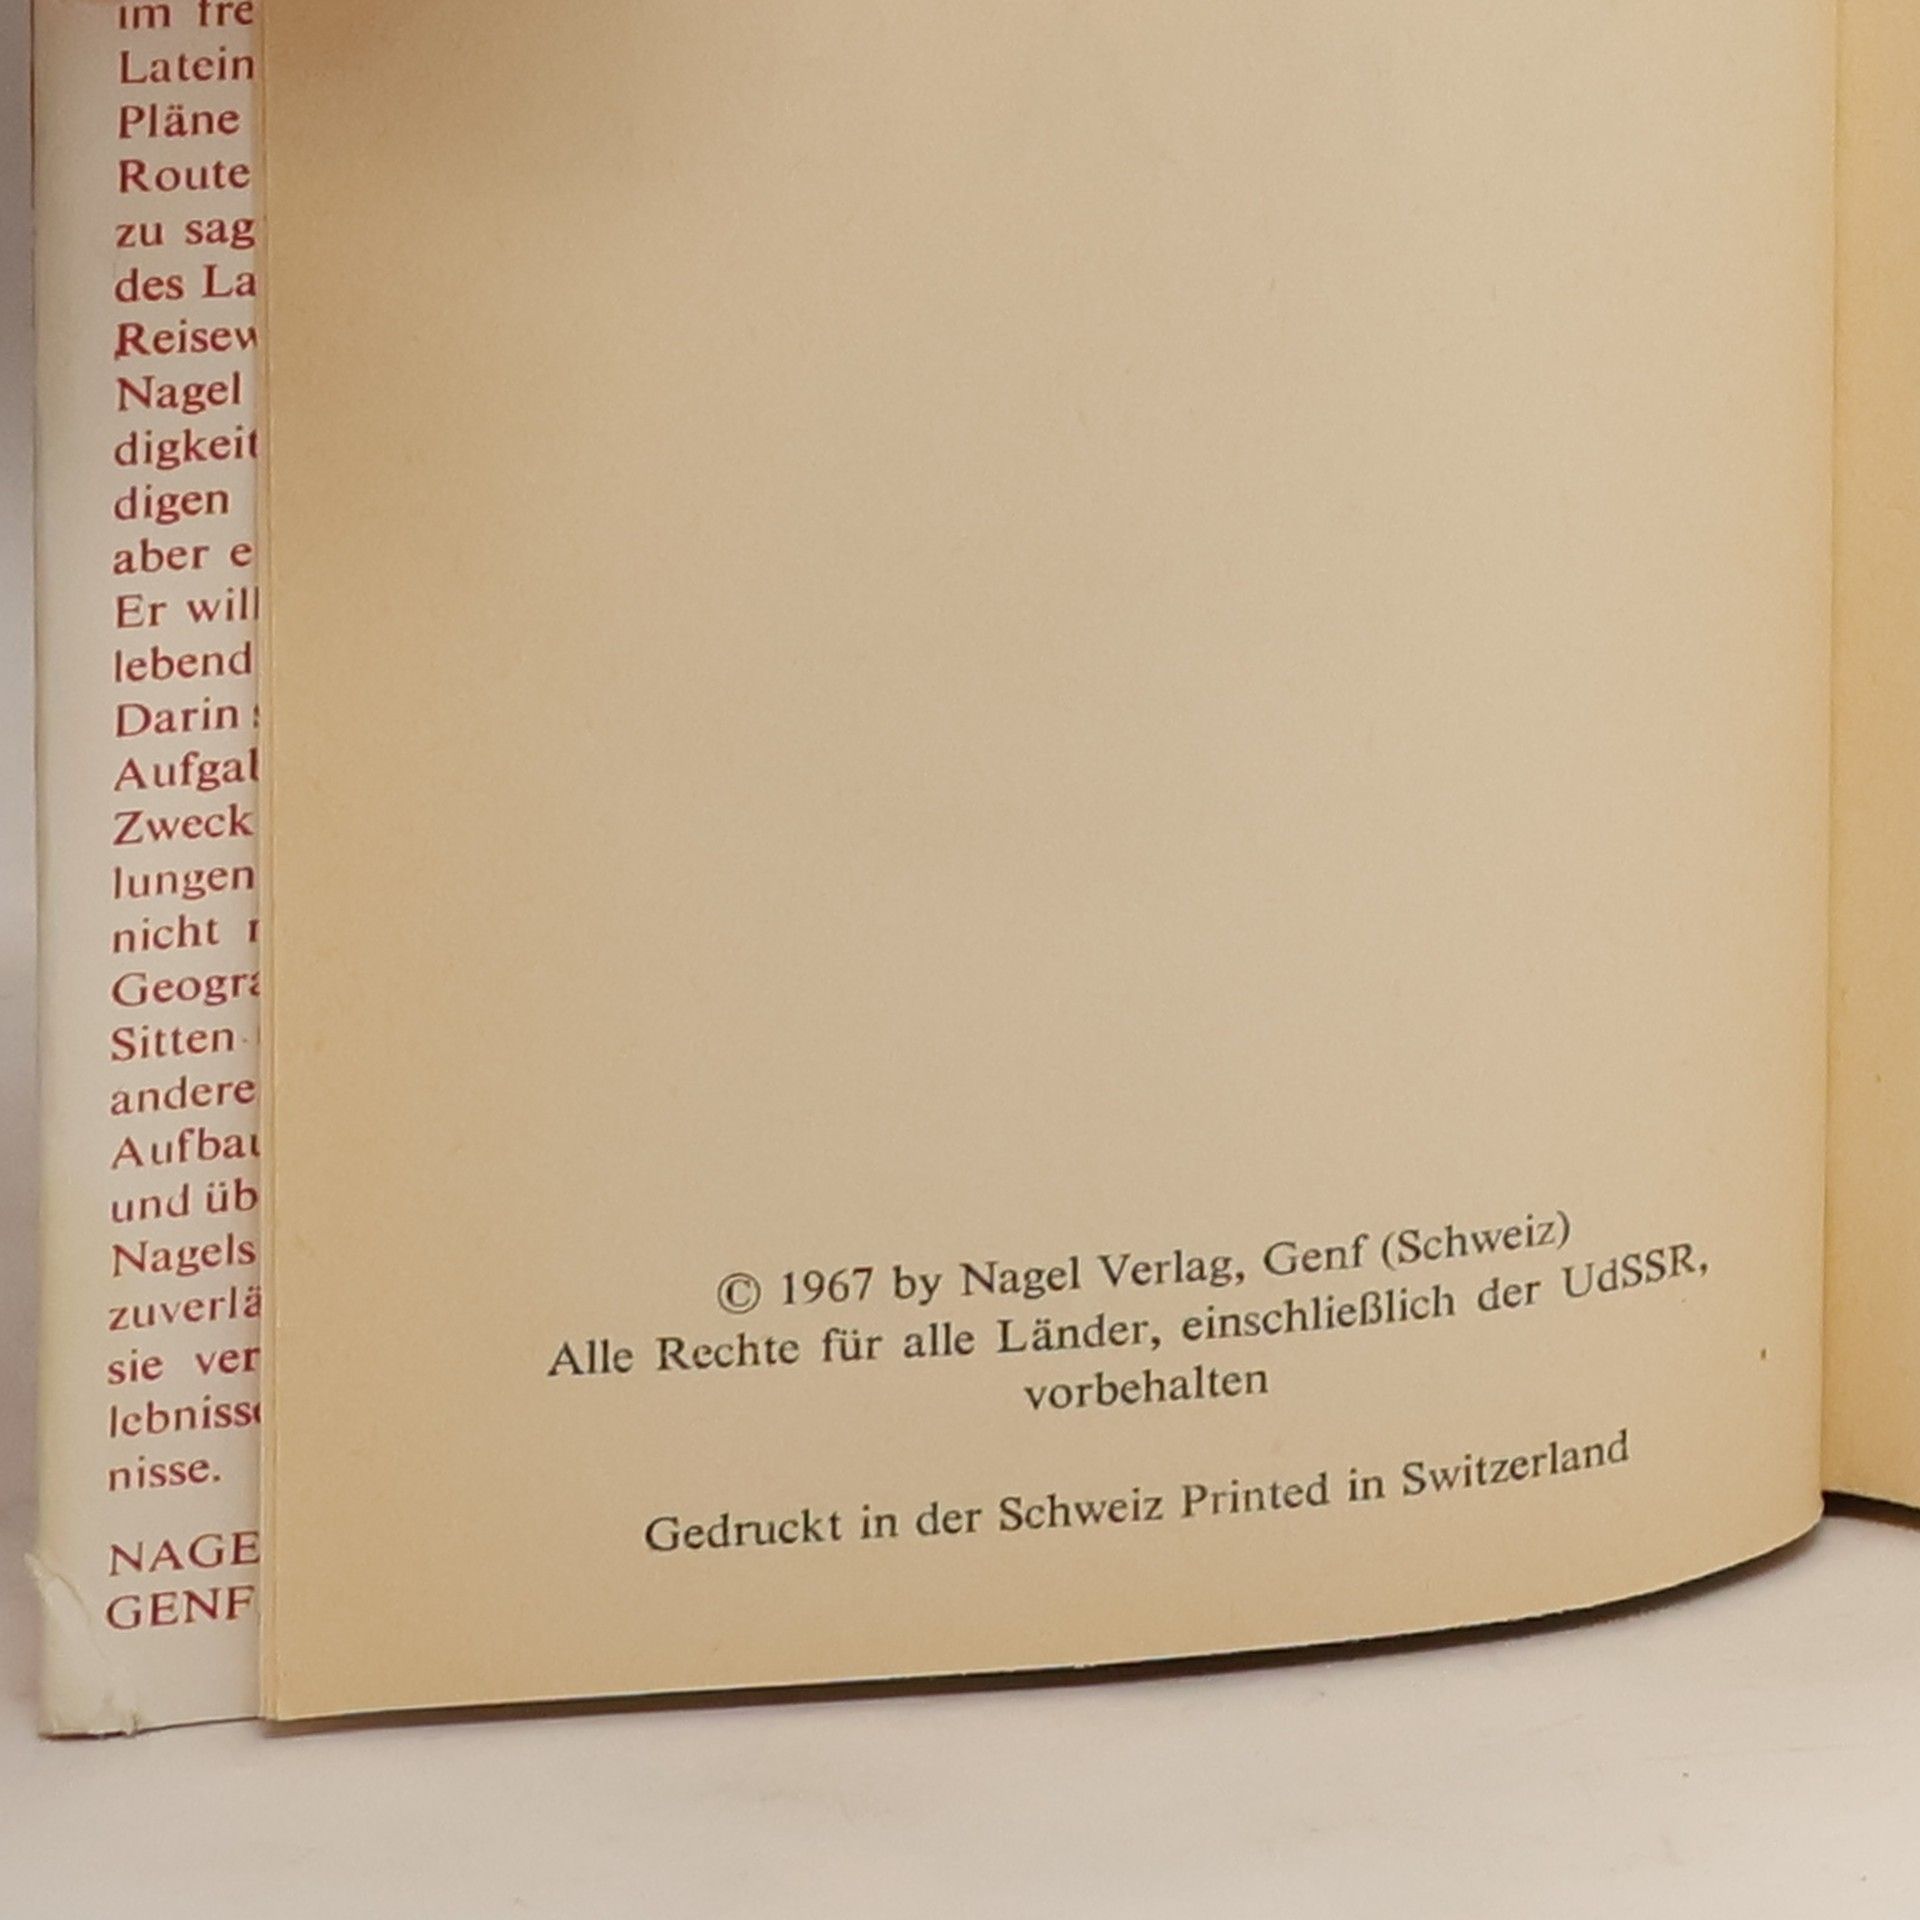 im
Latein
Pläne
Route
zu sag
des La
Reisew
Nagel
digkeit
digen
aber e
Er will
lebend
Darin
Aufgal
Zweck
lungen
nicht
Geogra
Sitten
andere
Aufbau
und üb
Nagels
zuverlä
sie ver
lebnisse
nisse.
NAGE
GENF
© 1967 by Nagel Verlag, Genf (Schweiz)
Alle Rechte für alle Länder, einschließlich der UdSSR,
vorbehalten
Gedruckt in der Schweiz Printed in Switzerland